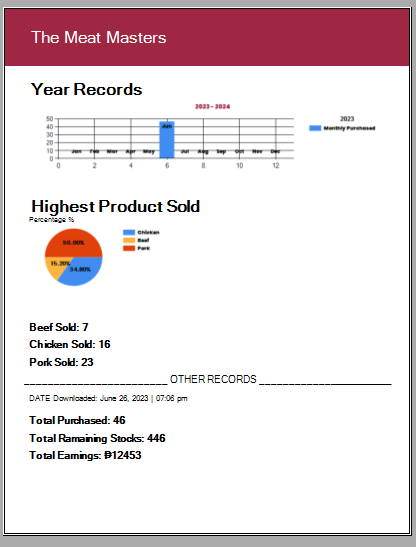 The Meat Masters
Year Records
2023 - 2024
2023
Monthly Purchased
50
40
30
20
10
0
Jan Feb Mar Apr May Jun Jul Aug Sep Oct Nov Dec
0 2 4 6 8 10 12
Highest Product Sold
Percentage %
Chicken
Beef
Pork
50.00%
15.20%
34.80%
Beef Sold: 7
Chicken Sold: 16
Pork Sold: 23
________________________ OTHER RECORDS ______________________
DATE Downloaded: June 26, 2023 | 07:06 pm
Total Purchased: 46
Total Ramaining Stocks: 446
Total Earnings: ₱12453